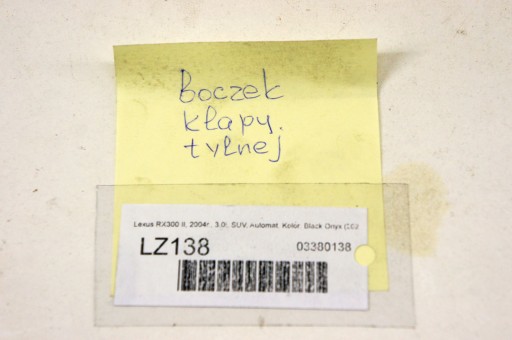 Boczek
klapy.
tylnej
Lexus RX300 II, 2004r., 3.0i, SUV, Automat. Kolor: Black Onyx
LZ138
03380138